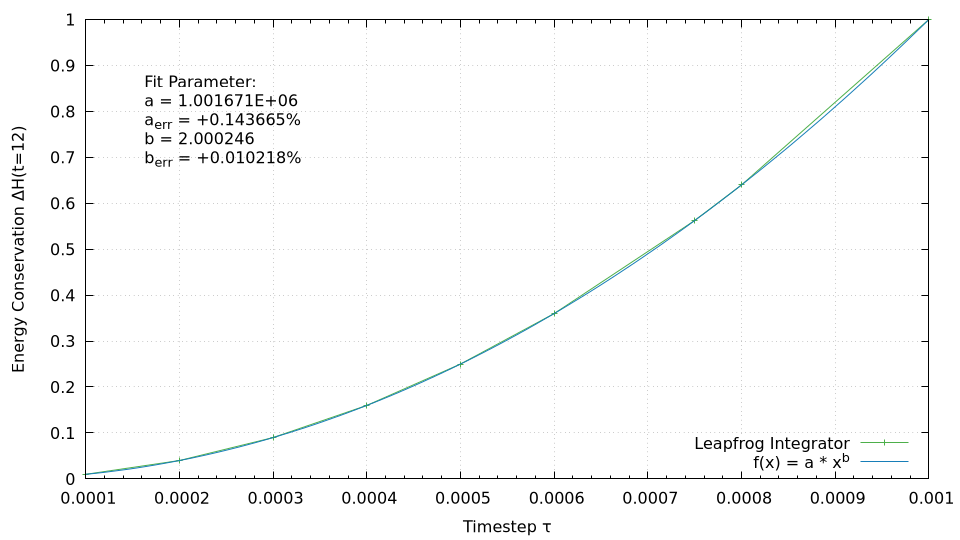 1
0.9
0.8
0.7
0.6
0.5
0.4
0.3
0.2
0.1
0
Energy Conservation ΔH(t=12)
Fit Parameter:
a = 1.001671E+06
aerr = +0.143665%
b = 2.000246
berr = +0.010218%
Leapfrog Integrator
f(x) = a * xb
0.0001 0.0002 0.0003 0.0004 0.0005 0.0006 0.0007 0.0008 0.0009 0.001
Timestep τ